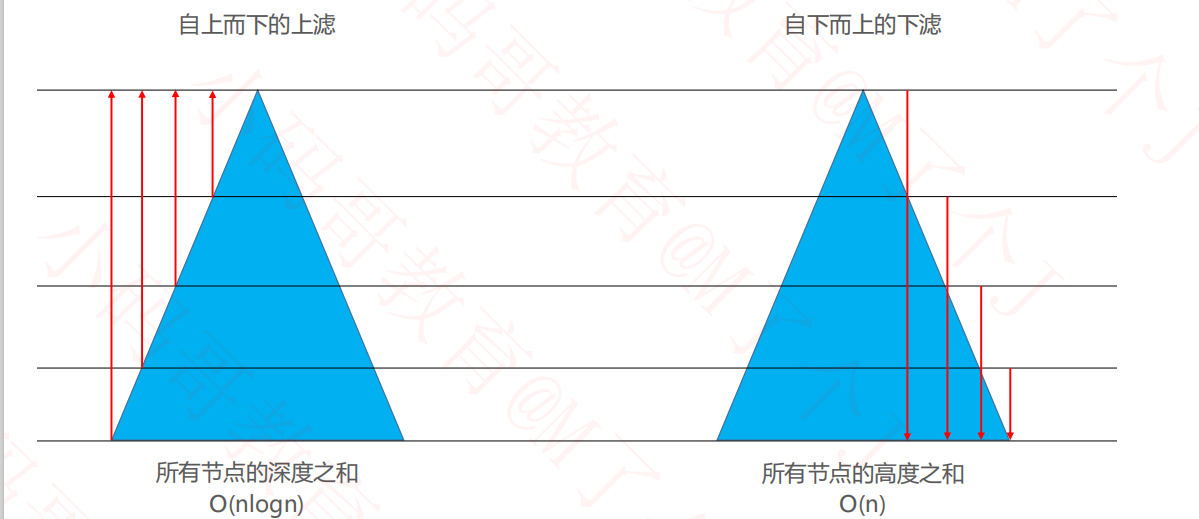 自上而下的上滤
自下而上的下滤
所有节点的深度之和
O(nlogn)
所有节点的高度之和
O(n)
小码哥教育@M了个J